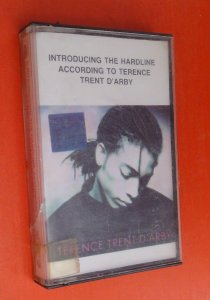 INTRODUCING THE HARDLINE
ACCORDING TO TERENCE
TRENT D'ARBY
TERENCE TRENT D'ARBY